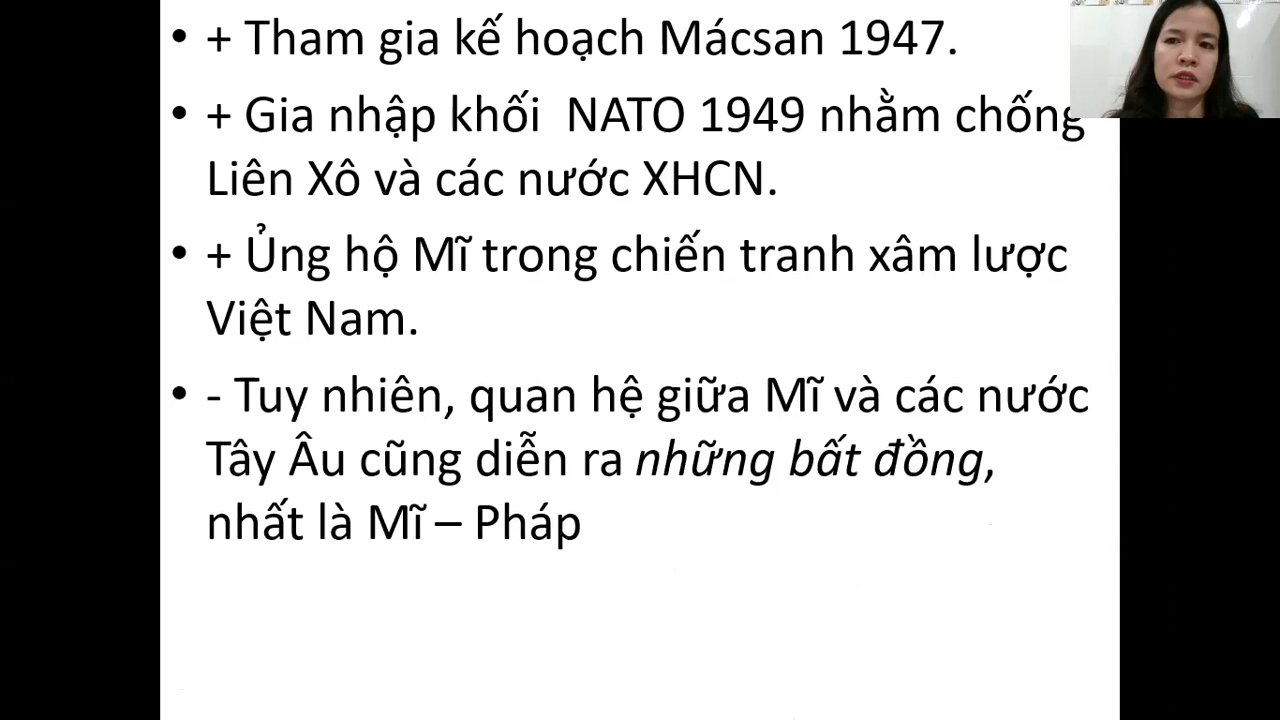 • + Tham gia kế hoạch Mácsan 1947.
• + Gia nhập khối  NATO 1949 nhằm chống
Liên Xô và các nước XHCN.
• + Ủng hộ Mĩ trong chiến tranh xâm lược
Việt Nam.
• - Tuy nhiên, quan hệ giữa Mĩ và các nước
Tây Âu cũng diễn ra những bất đồng,
nhất là Mĩ – Pháp